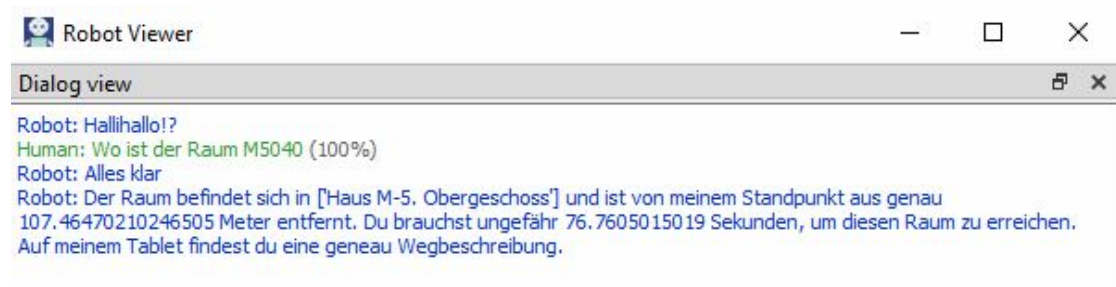 Robot Viewer
Dialog view
Robot: Hallihallo!?
Human: Wo ist der Raum M5040 (100%)
Robot: Alles klar
Robot: Der Raum befindet sich in ['Haus M-5. Obergeschoss'] und ist von meinem Standpunkt aus genau
107.46470210246505 Meter entfernt. Du brauchst ungefähr 76.7605015019 Sekunden, um diesen Raum zu erreichen.
Auf meinem Tablet findest du eine geneau Wegbeschreibung.